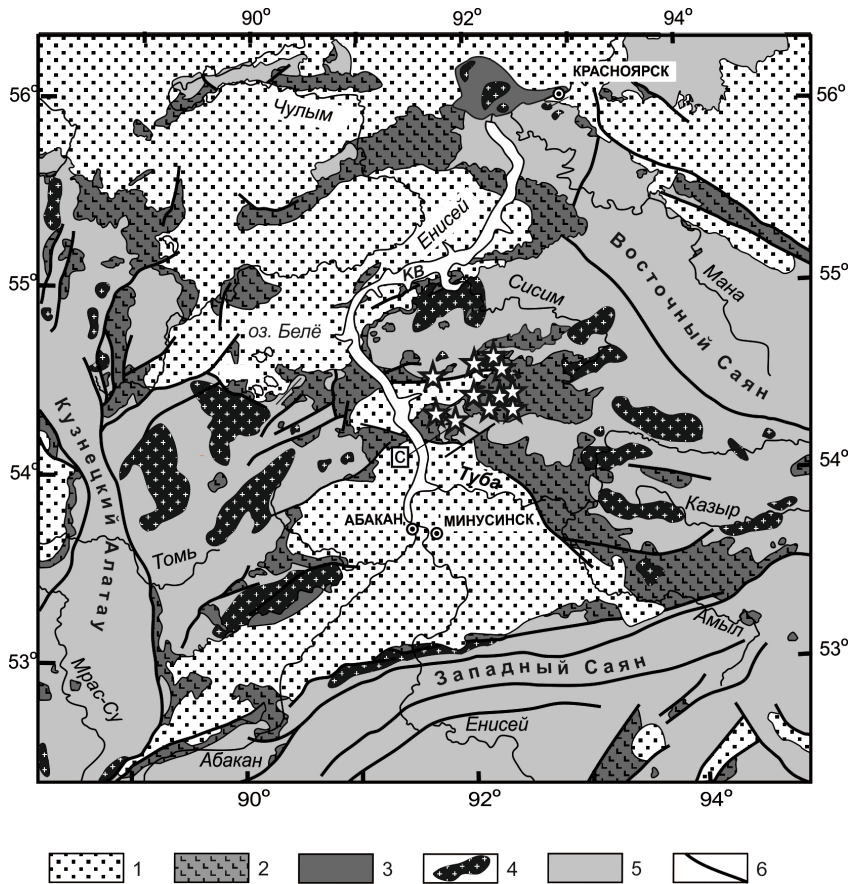 90° 92° 94°
КРАСНОЯРСК
56° 56°
Чулым
Енисей
КВ
Восточный Саян
Мана
55° 55°
Сисим
оз. Белё
Кузнецкий Алатау
С
54° 54°
Туба
Казыр
АБАКАН МИНУСИНСК
Томь
Амыл
53° 53°
Западный Саян
Мрас-Су
Енисей
Абакан
90° 92° 94°
1 2 3 4 5 6